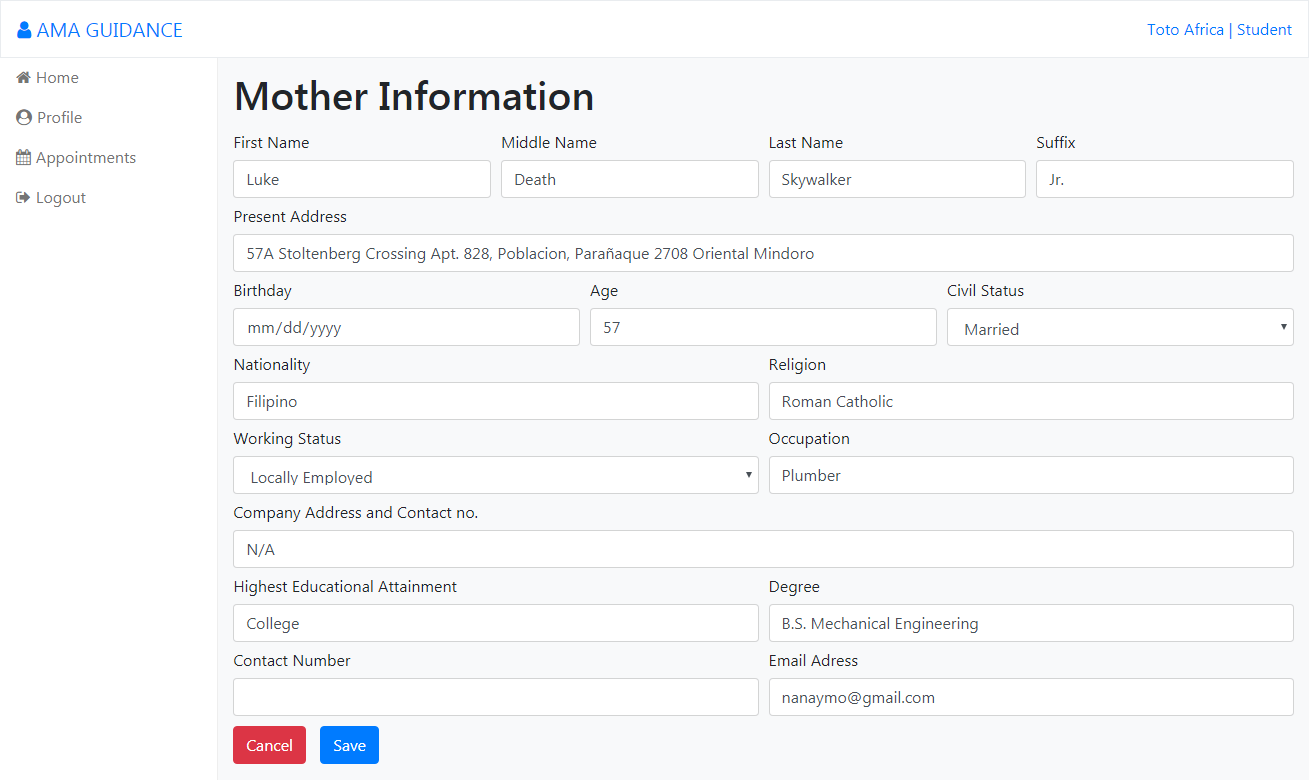 AMA GUIDANCE
Toto Africa | Student
Home
Profile
Appointments
Logout
Mother Information
First Name Middle Name Last Name Suffix
Luke Death Skywalker Jr.
Present Address
57A Stoltenberg Crossing Apt. 828, Poblacion, Parañaque 2708 Oriental Mindoro
Birthday Age Civil Status
mm/dd/yyyy 57 Married
Nationality Religion
Filipino Roman Catholic
Working Status Occupation
Locally Employed Plumber
Company Address and Contact no.
N/A
Highest Educational Attainment Degree
College B.S. Mechanical Engineering
Contact Number Email Adress
nanaymo@gmail.com
Cancel Save